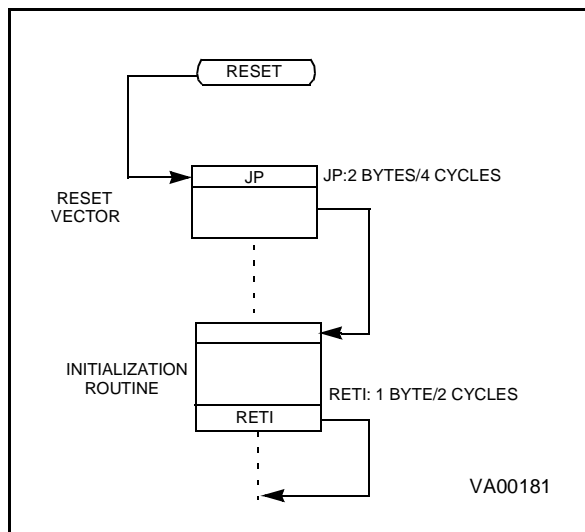 RESET
JP
JP:2 BYTES/4 CYCLES
RESET
VECTOR
INITIALIZATION
ROUTINE
RETI: 1 BYTE/2 CYCLES
RETI
VA00181